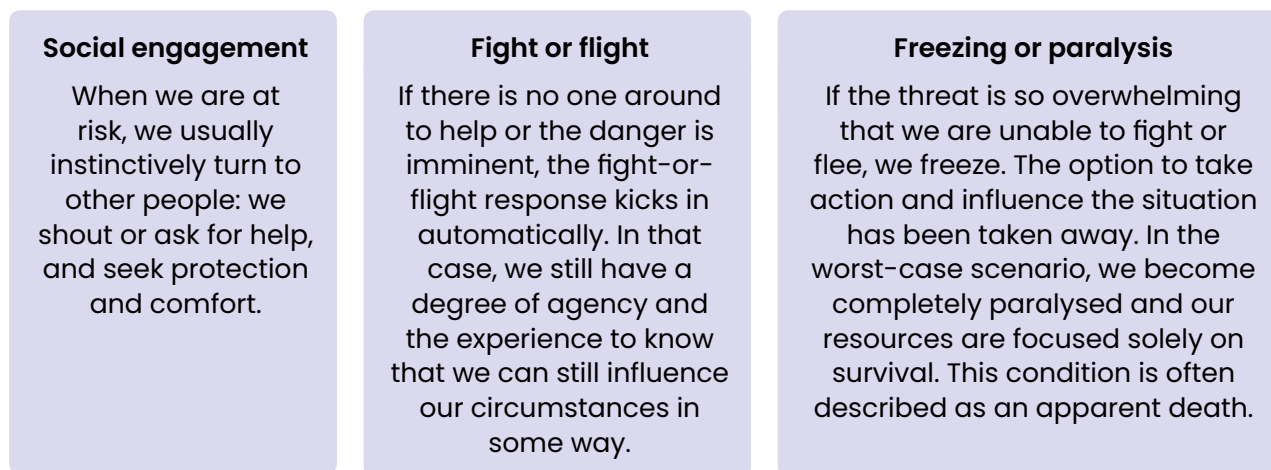 Social engagement
When we are at
risk, we usually
instinctively turn to
other people: we
shout or ask for help,
and seek protection
and comfort.
Fight or flight
If there is no one around
to help or the danger is
imminent, the fight-or-
flight response kicks in
automatically. In that
case, we still have a
degree of agency and
the experience to know
that we can still influence
our circumstances in
some way.
Freezing or paralysis
If the threat is so overwhelming
that we are unable to fight or
flee, we freeze. The option to take
action and influence the situation
has been taken away. In the
worst-case scenario, we become
completely paralysed and our
resources are focused solely on
survival. This condition is often
described as an apparent death.